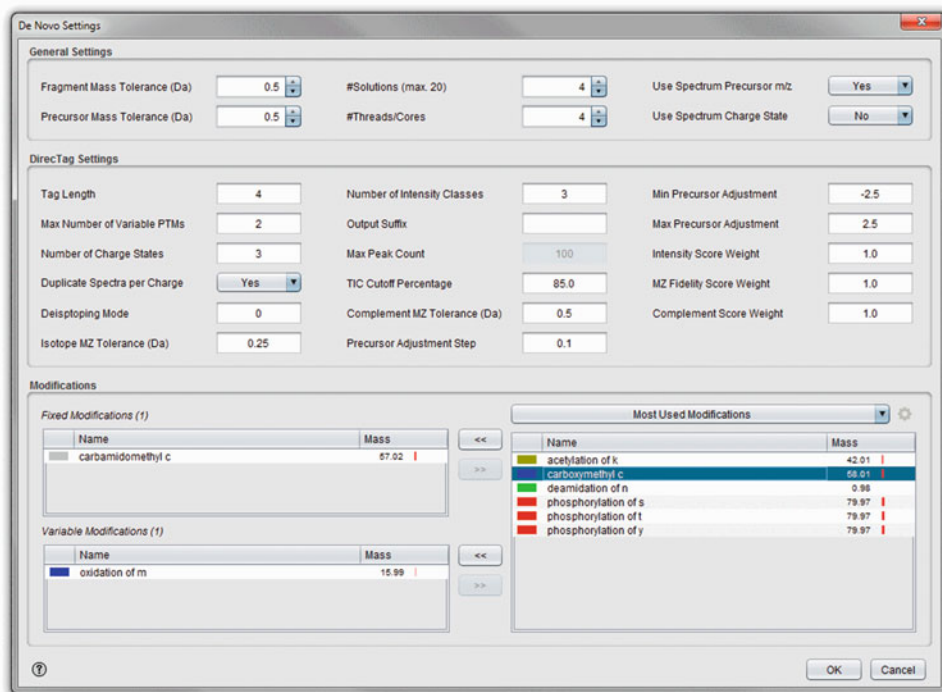 De Novo Settings
General Settings
Fragment Mass Tolerance (Da) 0.5 #Solutions (max. 20) 4 Use Spectrum Precursor m/z Yes
Precursor Mass Tolerance (Da) 0.5 #Threads/Cores 4 Use Spectrum Charge State No
DirecTag Settings
Tag Length 4 Number of Intensity Classes 3 Min Precursor Adjustment -2.5
Max Number of Variable PTMs 2 Output Suffix Max Precursor Adjustment 2.5
Number of Charge States 3 Max Peak Count 100 Intensity Score Weight 1.0
Duplicate Spectra per Charge Yes TIC Cutoff Percentage 85.0 MZ Fidelity Score Weight 1.0
Deisptoping Mode 0 Complement MZ Tolerance (Da) 0.5 Complement Score Weight 1.0
Isotope MZ Tolerance (Da) 0.25 Precursor Adjustment Step 0.1
Modifications
Fixed Modifications (1)
Name Mass
carbamidomethyl c 57.02
<<
>>
Variable Modifications (1)
Name Mass
oxidation of m 15.99
<<
>>
Most Used Modifications
Name Mass
acetylation of k 42.01
carboxymethyl c 58.01
deamidation of n 0.98
phosphorylation of s 79.97
phosphorylation of t 79.97
phosphorylation of y 79.97
?
OK Cancel